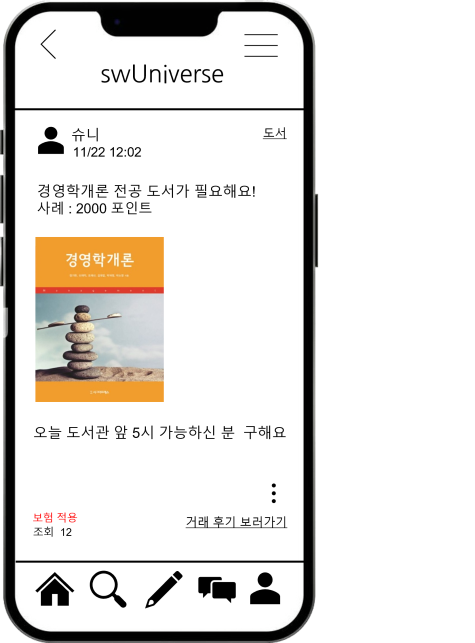 swUniverse
슈니
도서
11/22 12:02
경영학개론 전공 도서가 필요해요!
사례 : 2000 포인트
경영학개론
오늘 도서관 앞 5시 가능하신 분 구해요
보험 적용
조회 12
거래 후기 보러가기